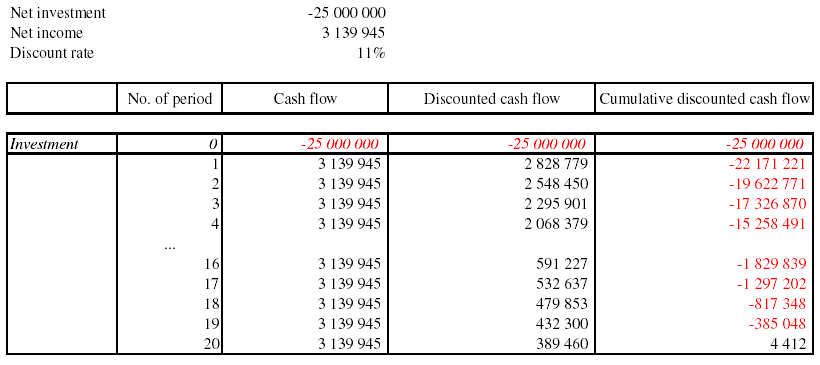 Net investment -25 000 000
Net income 3 139 945
Discount rate 11%
No. of period Cash flow Discounted cash flow Cumulative discounted cash flow
Investment 0 -25 000 000 -25 000 000 -25 000 000
1 3 139 945 2 828 779 -22 171 221
2 3 139 945 2 548 450 -19 622 771
3 3 139 945 2 295 901 -17 326 870
4 3 139 945 2 068 379 -15 258 491
...
16 3 139 945 591 227 -1 829 839
17 3 139 945 532 637 -1 297 202
18 3 139 945 479 853 -817 348
19 3 139 945 432 300 -385 048
20 3 139 945 389 460 4 412